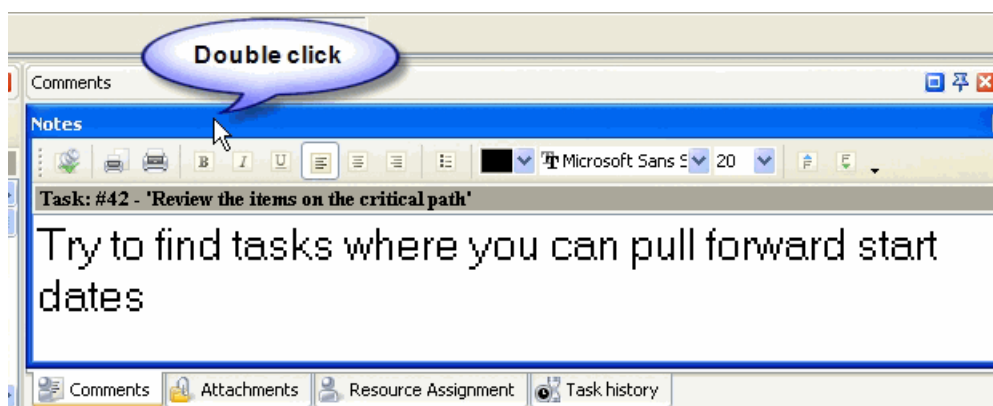 Double click
Comments
Notes
B I U Microsoft Sans S 20
Task: #42 - 'Review the items on the critical path'
Try to find tasks where you can pull forward start
dates
Comments Attachments Resource Assignment Task history